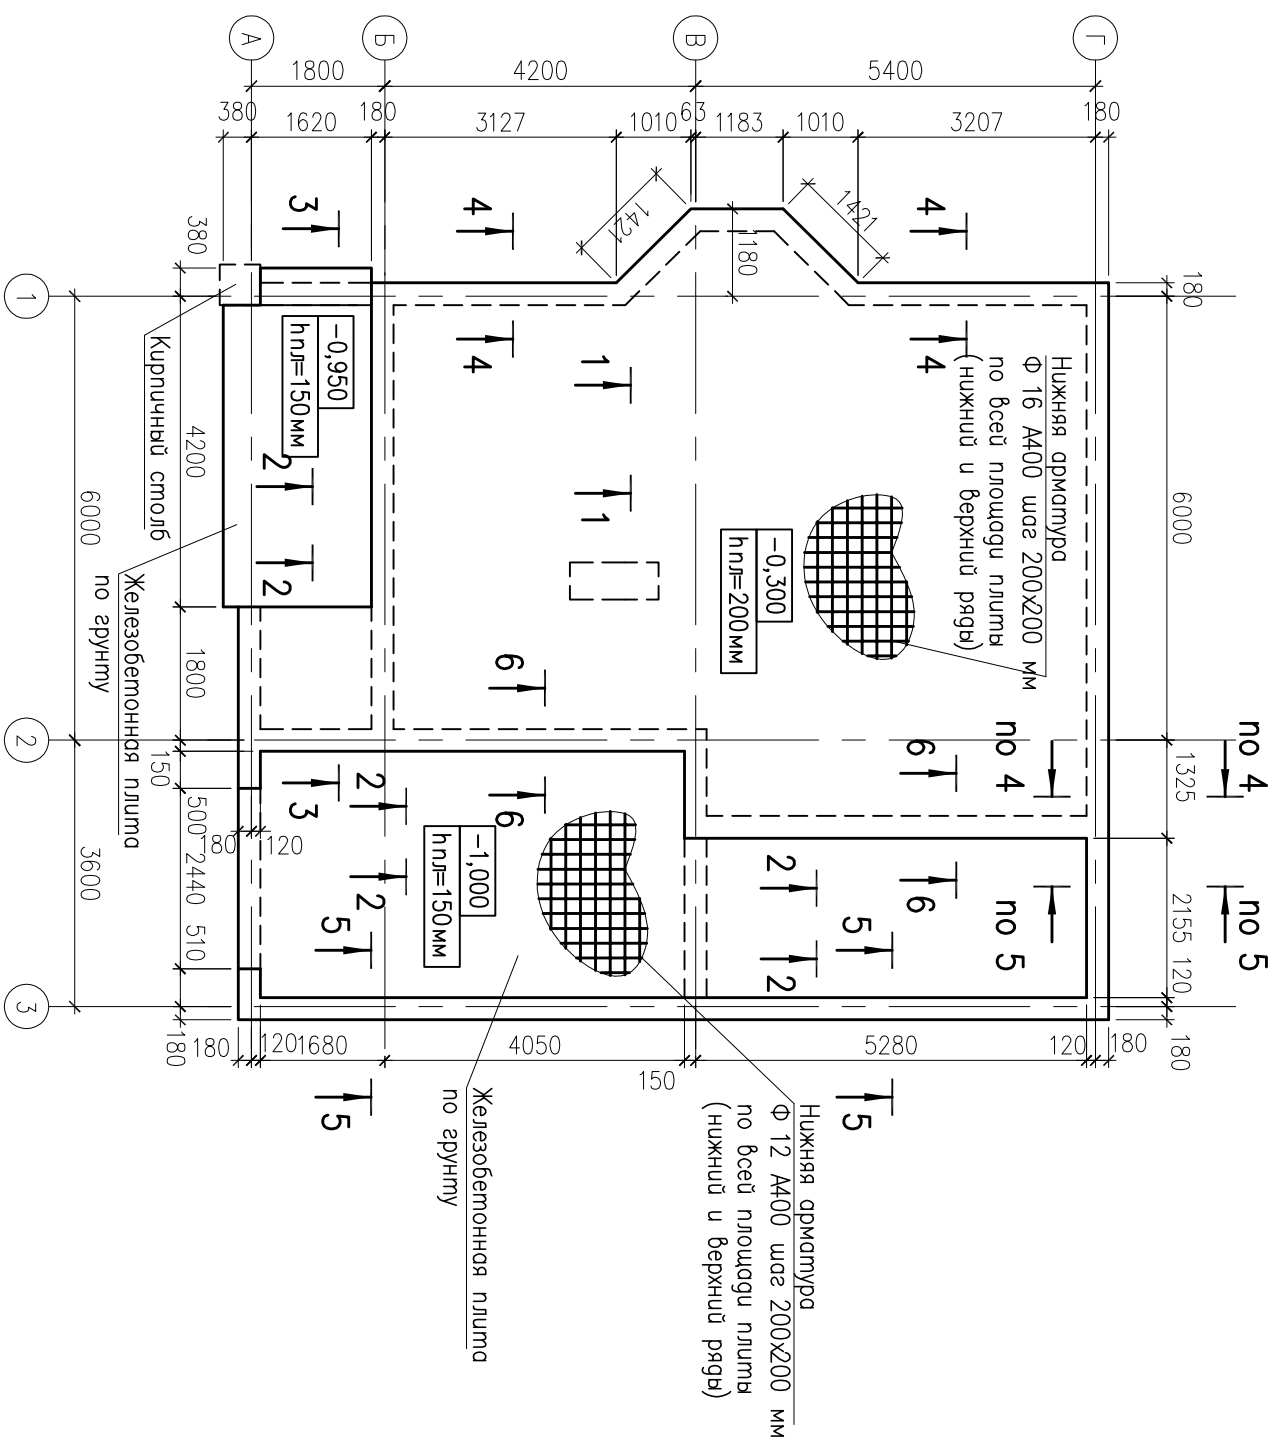 А
Б
В
Г
1800
4200
5400
380
1620
180
3127
1010
63
1183
1010
3207
180
3
4
4
1421
1421
1180
380
180
1
4
4
1
1
-0,950
hпл=150мм
Кирпичный столб
2
2
4200
6000
6000
Нижняя арматура
Ф 16 А400 шаг 200х200 мм
по всей площади плиты
(нижний и верхний ряды)
-0,300
hпл=200мм
Железобетонная плита
по грунту
1800
6
6
6
6
по 4
по 4
по 5
по 5
2
1325
150
500
180
120
2440
510
3600
3
2
2
-1,000
hпл=150мм
2
2
5
5
2155
120
180
3
180
180
120
1680
4050
150
5280
120
180
5
5
Железобетонная плита
по грунту
Нижняя арматура
Ф 12 А400 шаг 200х200 мм
по всей площади плиты
(нижний и верхний ряды)